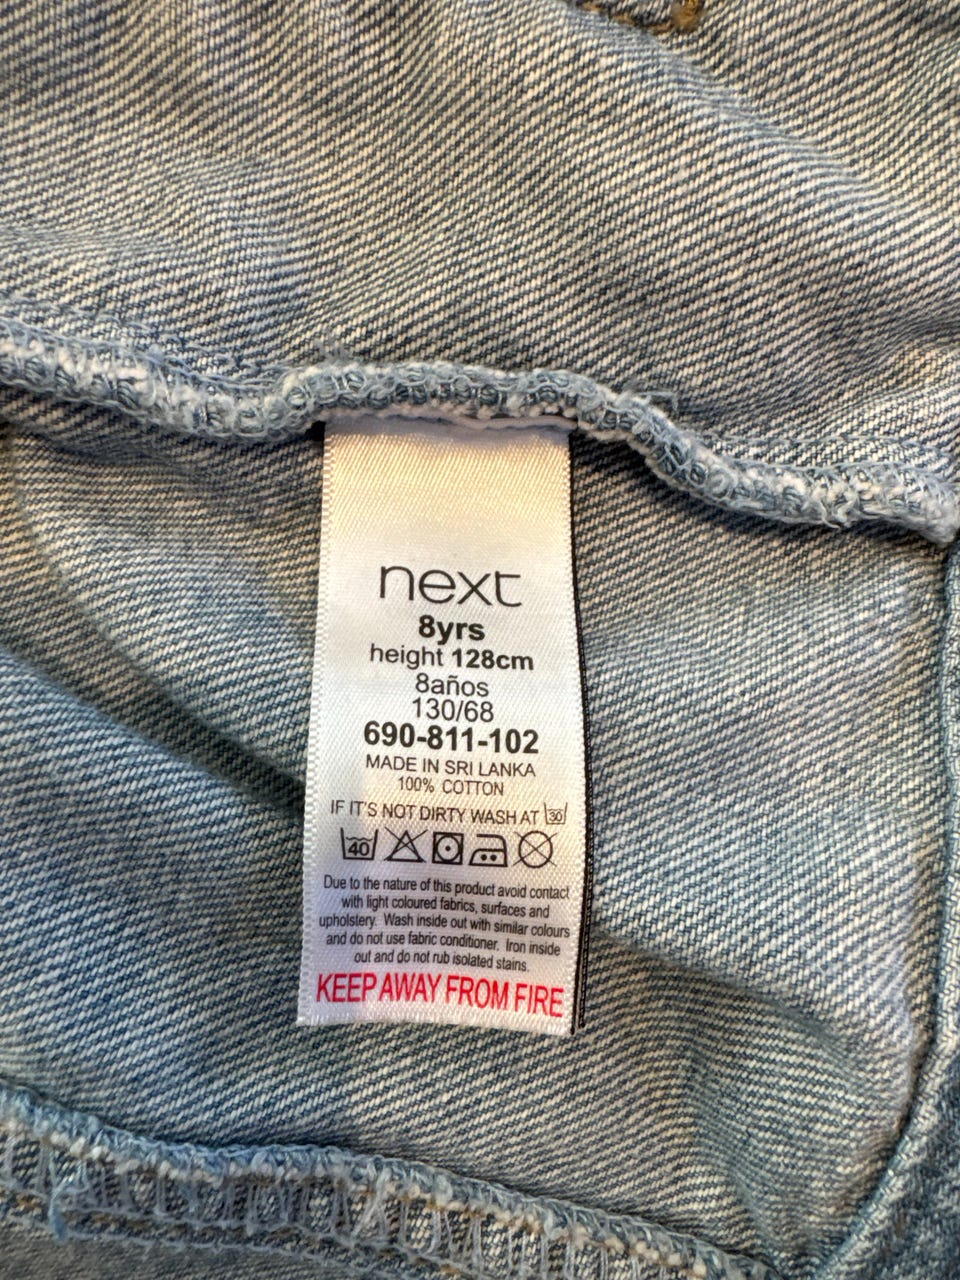 next
8yrs
height 128cm
8años
130/68
690-811-102
MADE IN SRI LANKA
100% COTTON
IF IT'S NOT DIRTY WASH AT 30
40
Due to the nature of this product avoid contact
with light coloured fabrics, surfaces and
upholstery. Wash inside out with similar colours
and do not use fabric conditioner. Iron inside
out and do not rub isolated stains.
KEEP AWAY FROM FIRE